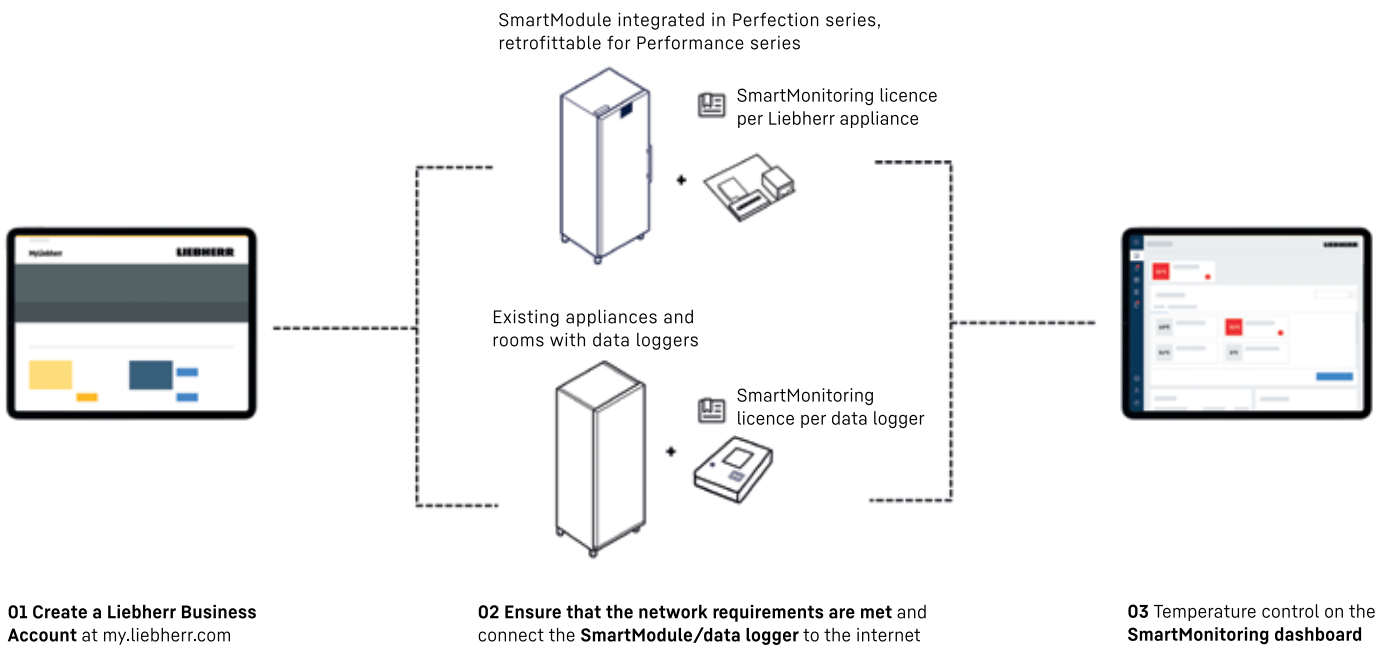 SmartModule integrated in Perfection series,
retrofittable for Performance series
SmartMonitoring licence
per Liebherr appliance
MyLiebherr
LIEBHERR
LIEBHERR
Existing appliances and
rooms with data loggers
SmartMonitoring
licence per data logger
01 Create a Liebherr Business
Account at my.liebherr.com
02 Ensure that the network requirements are met and
connect the SmartModule/data logger to the internet
03 Temperature control on the
SmartMonitoring dashboard